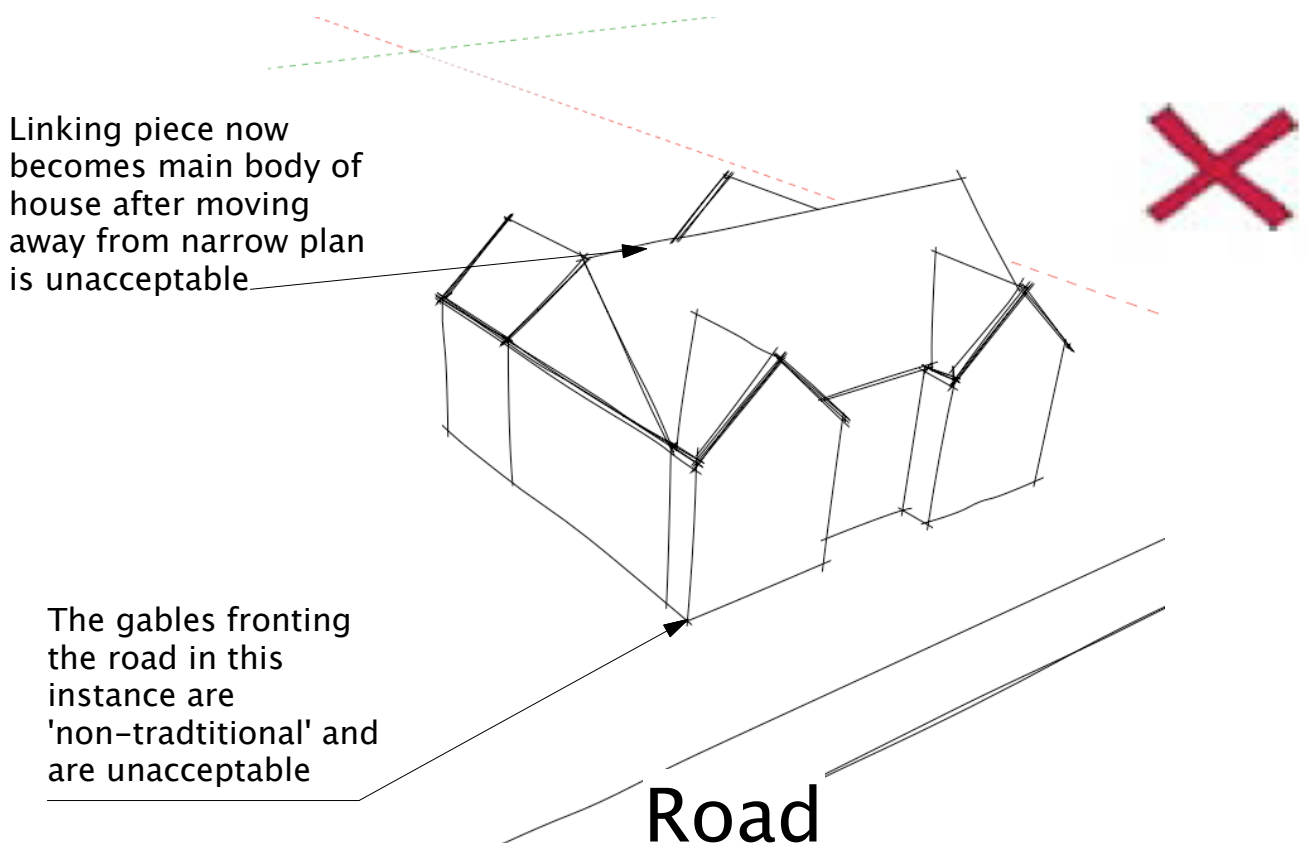 Linking piece now
becomes main body of
house after moving
away from narrow plan
is unacceptable
The gables fronting
the road in this
instance are
'non-tradtitional' and
are unacceptable
Road